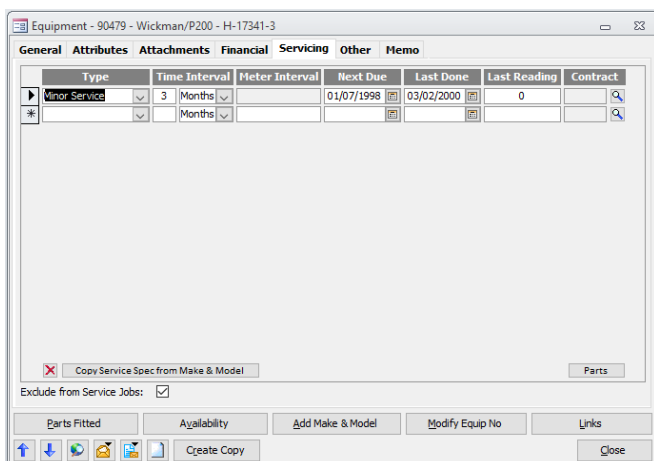 Equipment - 90479 - Wickman/P200 - H-17341-3
General Attributes Attachments Financial Servicing Other Memo
Type Time Interval Meter Interval Next Due Last Done Last Reading Contract
Minor Service 3 Months 01/07/1998 03/02/2000 0
Months
Copy Service Spec from Make & Model Parts
Exclude from Service Jobs:
Parts Fitted Availability Add Make & Model Modify Equip No Links
Create Copy Close